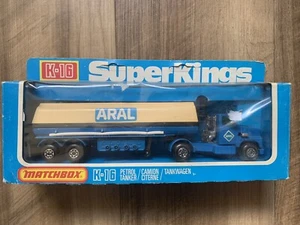 K-16 SuperKings
ARAL
MATCHBOX K-16 PETROL TANKER / CAMION CITERNE / TANKWAGEN